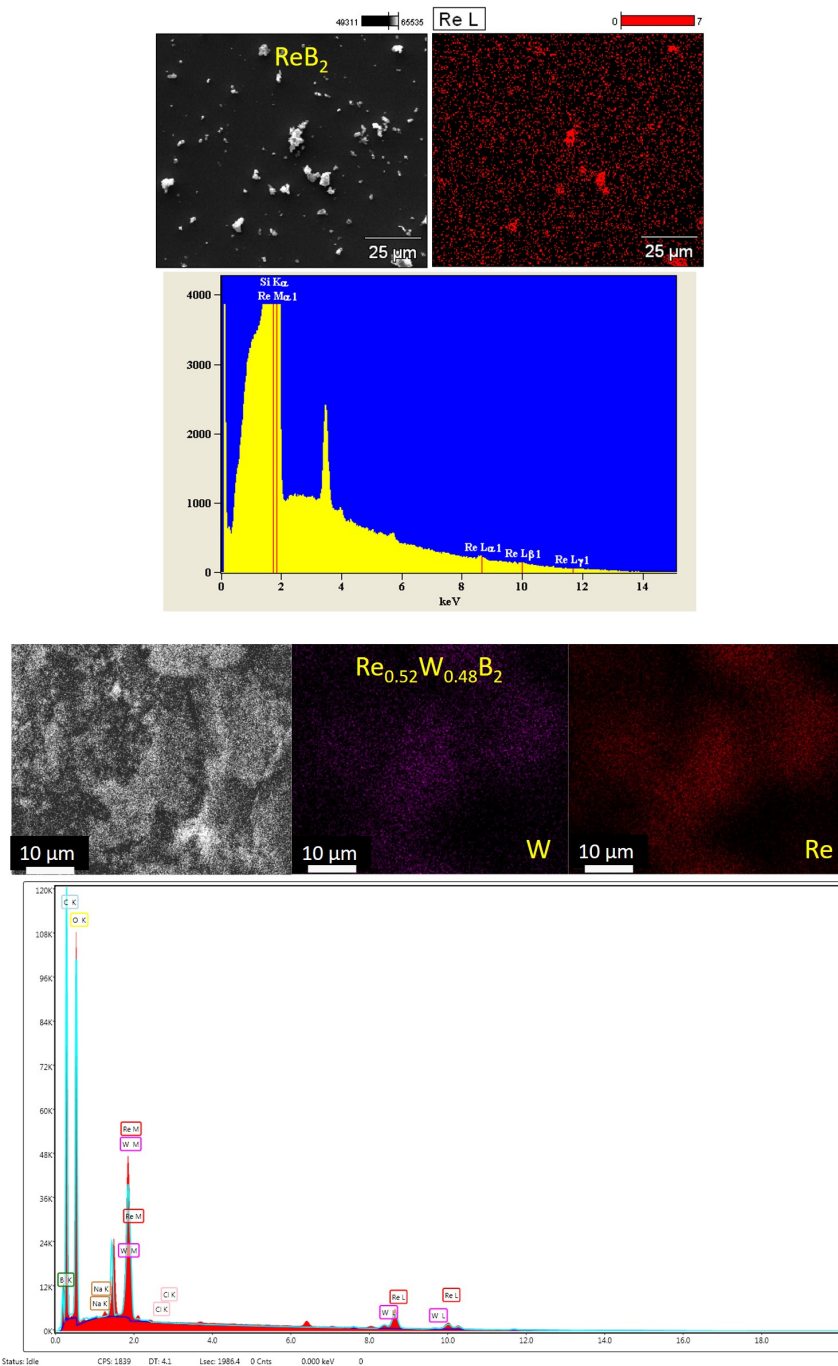 49311 65535 Re L 0 7
ReB₂
25 µm 25 µm
Si Kα
Re Mα1
4000
3000
2000
1000
0
Re Lα1 Re Lβ1 Re Lγ1
0 2 4 6 8 10 12 14
keV
Re₀.₅₂W₀.₄₈B₂
10 µm 10 µm W 10 µm Re
120K
C K
O K
108K
96K
84K
72K
60K
Re M
W M
48K
36K
Re M
24K
W M
B K
Na K
Cl K
12K
Na K
Cl K
W L
Re L
W L
Re L
0K
0.0 2.0 4.0 6.0 8.0 10.0 12.0 14.0 16.0 18.0
Status: Idle CPS: 1839 DT: 4.1 Lsec: 1986.4 0 Cnts 0.000 keV 0